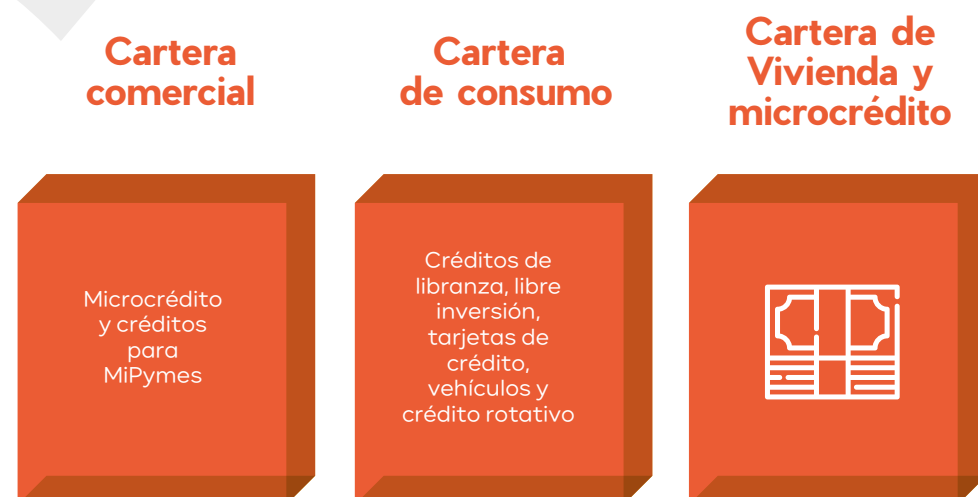 Cartera
comercial
Cartera
de consumo
Cartera de
Vivienda y
microcrédito
Microcrédito
y créditos
para
MiPymes
Créditos de
libranza, libre
inversión,
tarjetas de
crédito,
vehículos y
crédito rotativo